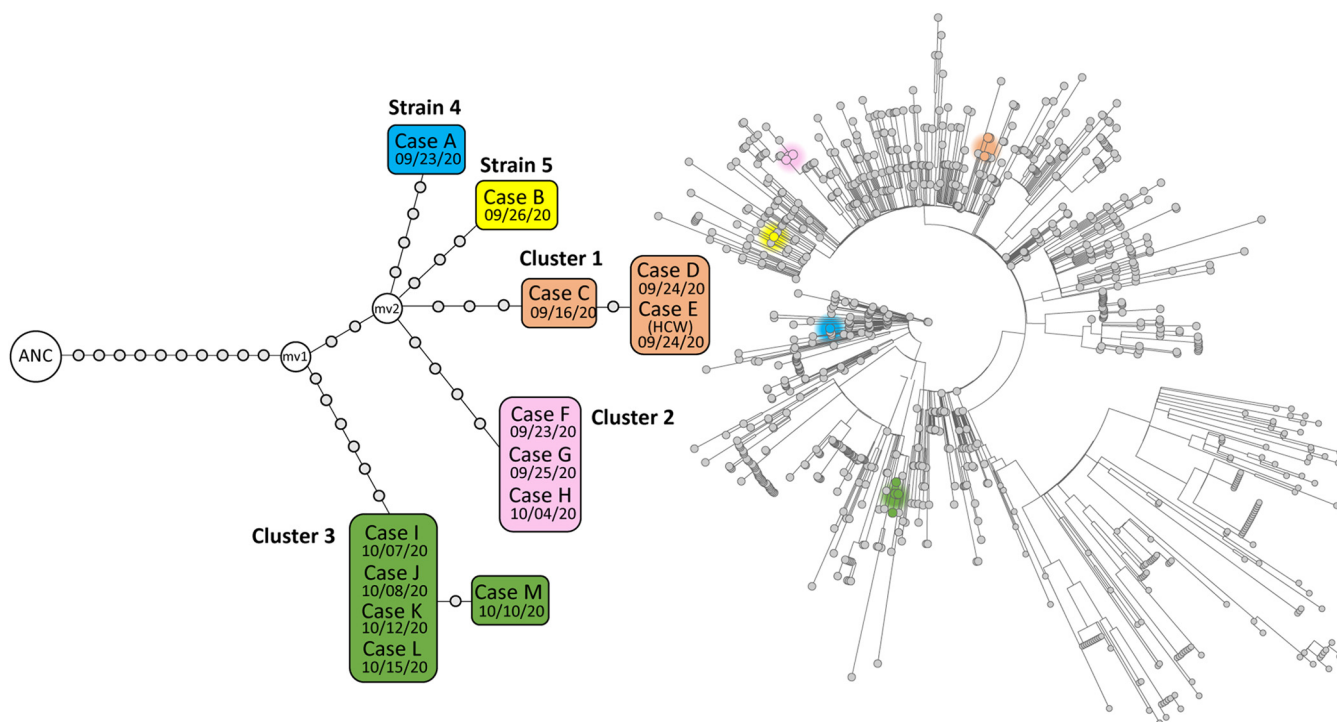 Strain 4
Case A
09/23/20
Strain 5
Case B
09/26/20
Cluster 1
Case C
09/16/20
Case D
09/24/20
Case E
(HCW)
09/24/20
mv2
ANC
mv1
Case F
09/23/20
Case G
09/25/20
Case H
10/04/20
Cluster 2
Cluster 3
Case I
10/07/20
Case J
10/08/20
Case K
10/12/20
Case L
10/15/20
Case M
10/10/20